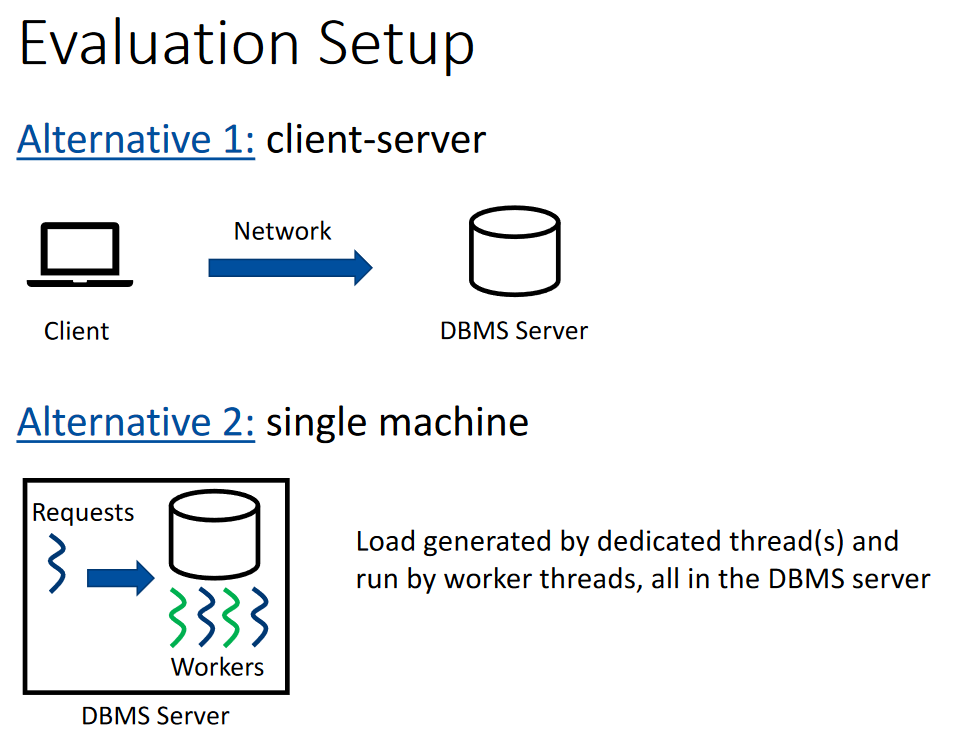 Evaluation Setup
Alternative 1: client-server
Network
Client
DBMS Server
Alternative 2: single machine
Requests
Workers
DBMS Server
Load generated by dedicated thread(s) and
run by worker threads, all in the DBMS server